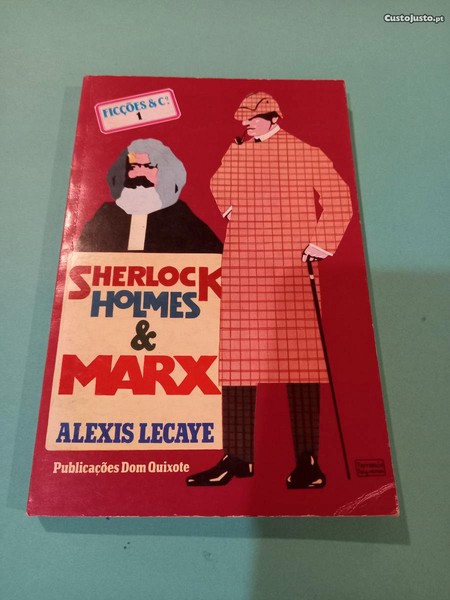 CustoJusto.pt
FICÇÕES & C.ª
1
SHERLOCK
HOLMES
&
MARX
ALEXIS LECAYE
Publicações Dom Quixote